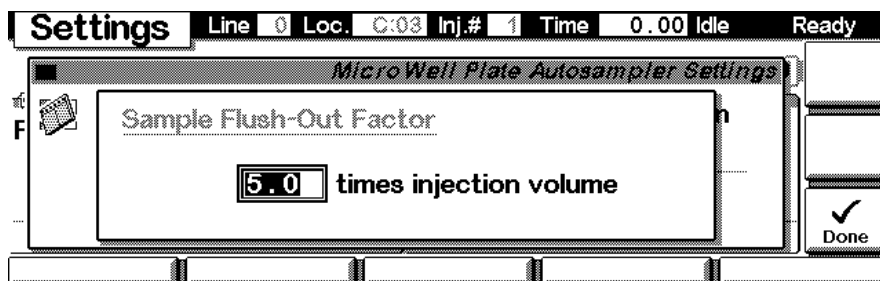 Settings Line 0 Loc. C:03 Inj.# 1 Time 0.00 Idle Ready
MicroWell Plate Autosampler Settings
Sample Flush-Out Factor
F
n
5.0 times injection volume
Done